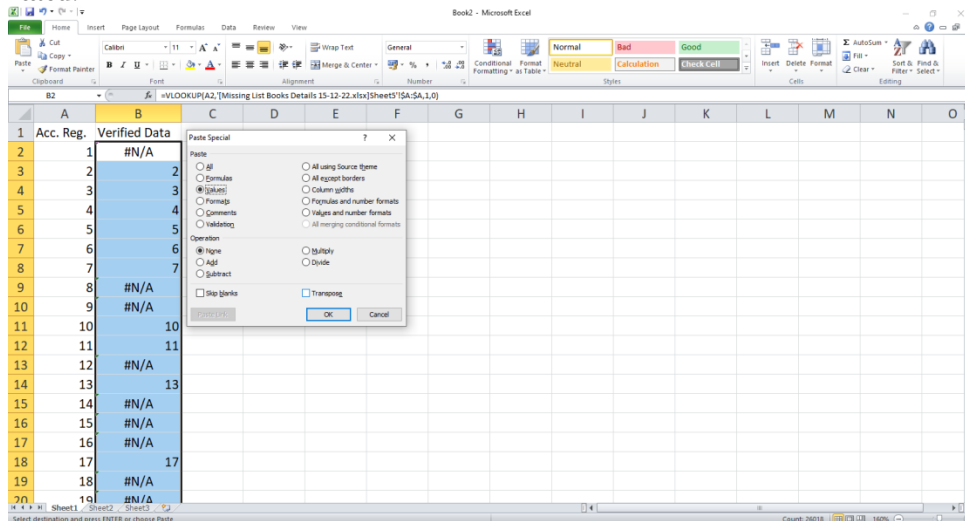 Book2 - Microsoft Excel
File Home Insert Page Layout Formulas Data Review View
Paste
Cut
Copy
Format Painter
Clipboard
Calibri 11
B I U
Font
Wrap Text
Merge & Center
Alignment
General
%
Number
Conditional Formatting
Format as Table
Normal Bad Good
Neutral Calculation Check Cell
Styles
Insert Delete Format
Cells
AutoSum
Fill
Clear
Sort & Filter
Find & Select
Editing
B2 fx =VLOOKUP(A2,'[Missing List Books Details 15-12-22.xlsx]Sheet5'!$A:$A,1,0)
A B C D E F G H I J K L M N O
1 Acc. Reg. Verified Data
2 1 #N/A
3 2 2
4 3 3
5 4 4
6 5 5
7 6 6
8 7 7
9 8 #N/A
10 9 #N/A
11 10 10
12 11 11
13 12 #N/A
14 13 13
15 14 #N/A
16 15 #N/A
17 16 #N/A
18 17 17
19 18 #N/A
20 19 #N/A
Paste Special ? X
Paste
All All using Source theme
Formulas All except borders
Values Column widths
Formats Formulas and number formats
Comments Values and number formats
Validation All merging conditional formats
Operation
None Multiply
Add Divide
Subtract
Skip blanks Transpose
Paste Link OK Cancel
Sheet1 Sheet2 Sheet3
Select destination and press ENTER or choose Paste Count: 26018 160%